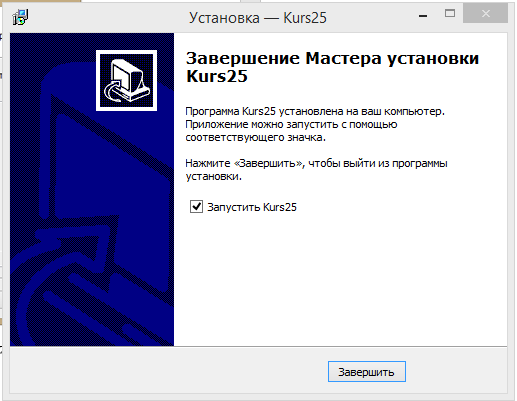 Установка — Kurs25
Завершение Мастера установки
Kurs25
Программа Kurs25 установлена на ваш компьютер.
Приложение можно запустить с помощью
соответствующего значка.
Нажмите «Завершить», чтобы выйти из программы
установки.
Запустить Kurs25
Завершить